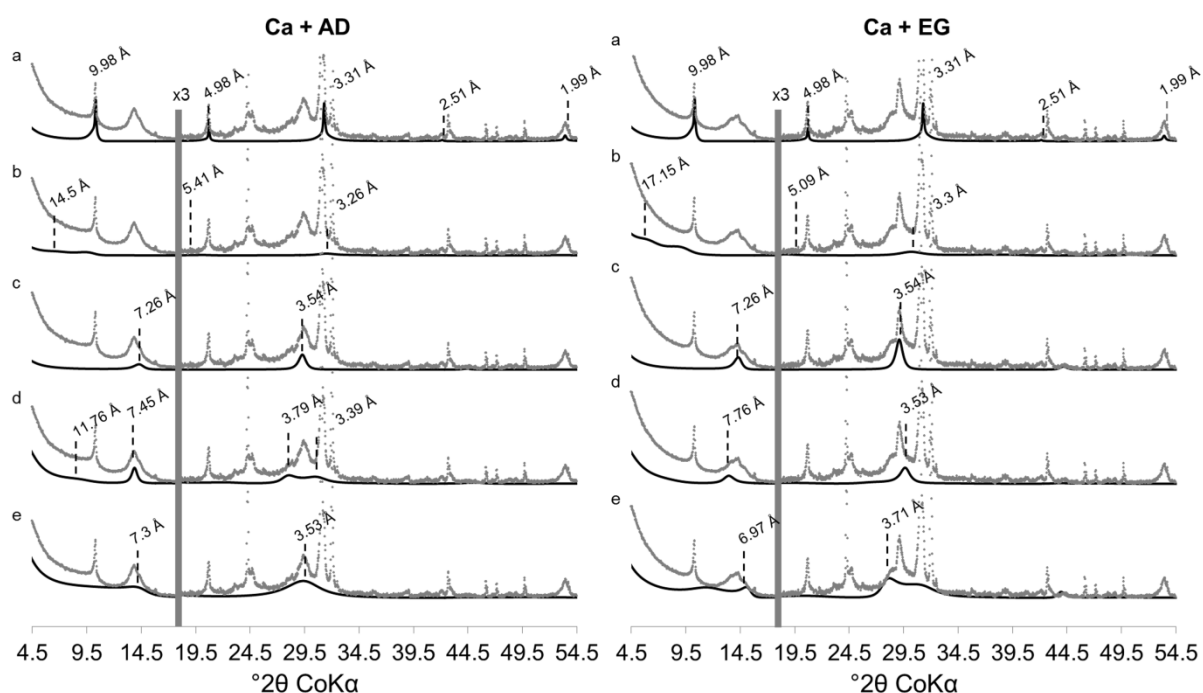 Ca + AD
a
9.98 Å
x3
4.98 Å
3.31 Å
2.51 Å
1.99 Å
b
14.5 Å
5.41 Å
3.26 Å
c
7.26 Å
3.54 Å
d
11.76 Å
7.45 Å
3.79 Å
3.39 Å
e
7.3 Å
3.53 Å
4.5 9.5 14.5 19.5 24.5 29.5 34.5 39.5 44.5 49.5 54.5
°2θ CoKα
Ca + EG
a
9.98 Å
x3
4.98 Å
3.31 Å
2.51 Å
1.99 Å
b
17.15 Å
5.09 Å
3.3 Å
c
7.26 Å
3.54 Å
d
7.76 Å
3.53 Å
e
6.97 Å
3.71 Å
4.5 9.5 14.5 19.5 24.5 29.5 34.5 39.5 44.5 49.5 54.5
°2θ CoKα